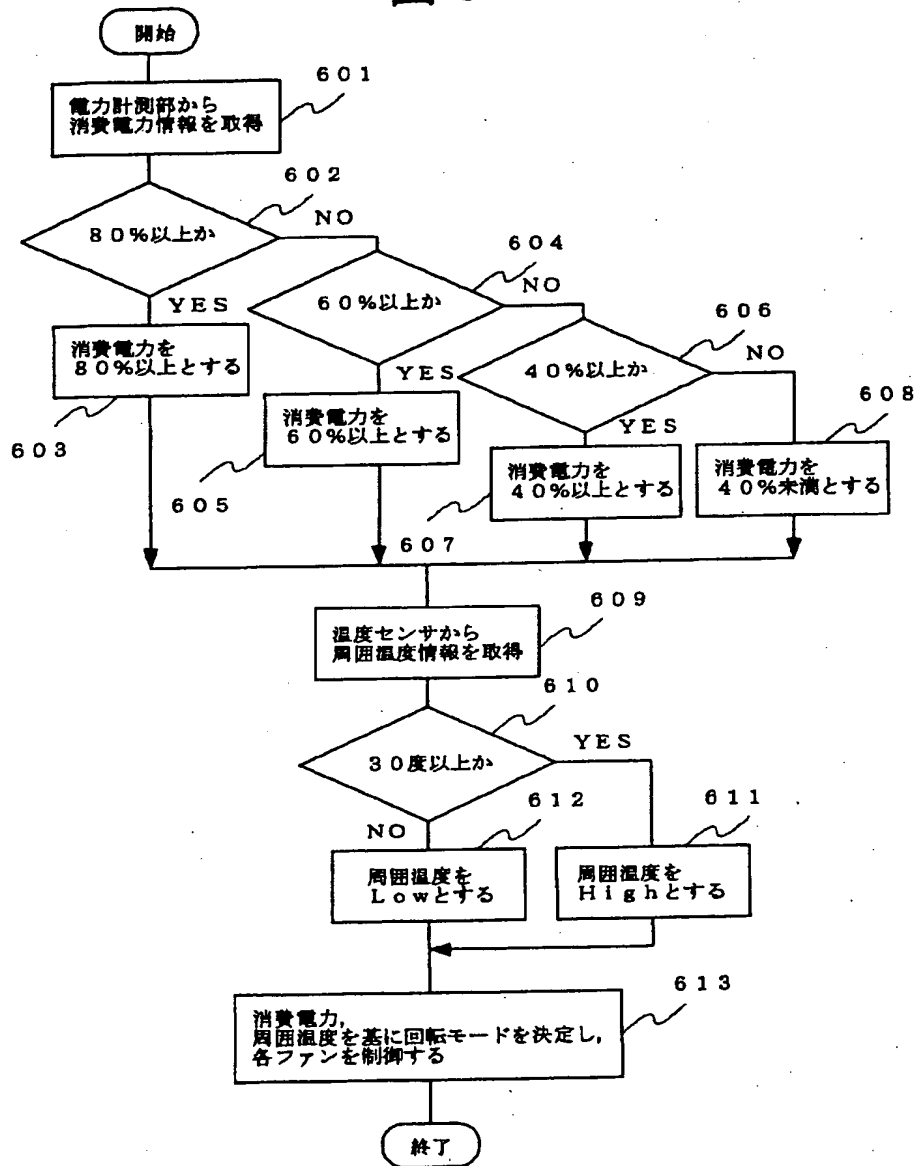 開始
601
電力計測部から
消費電力情報を取得
602
80%以上か
NO
604
YES
60%以上か
NO
606
消費電力を
80%以上とする
YES
40%以上か
NO
608
603
消費電力を
60%以上とする
YES
605
消費電力を
40%以上とする
消費電力を
40%未満とする
607
609
温度センサから
周囲温度情報を取得
610
30度以上か
YES
NO
612
611
周囲温度を
Lowとする
周囲温度を
Highとする
613
消費電力,
周囲温度を基に回転モードを決定し,
各ファンを制御する
終了